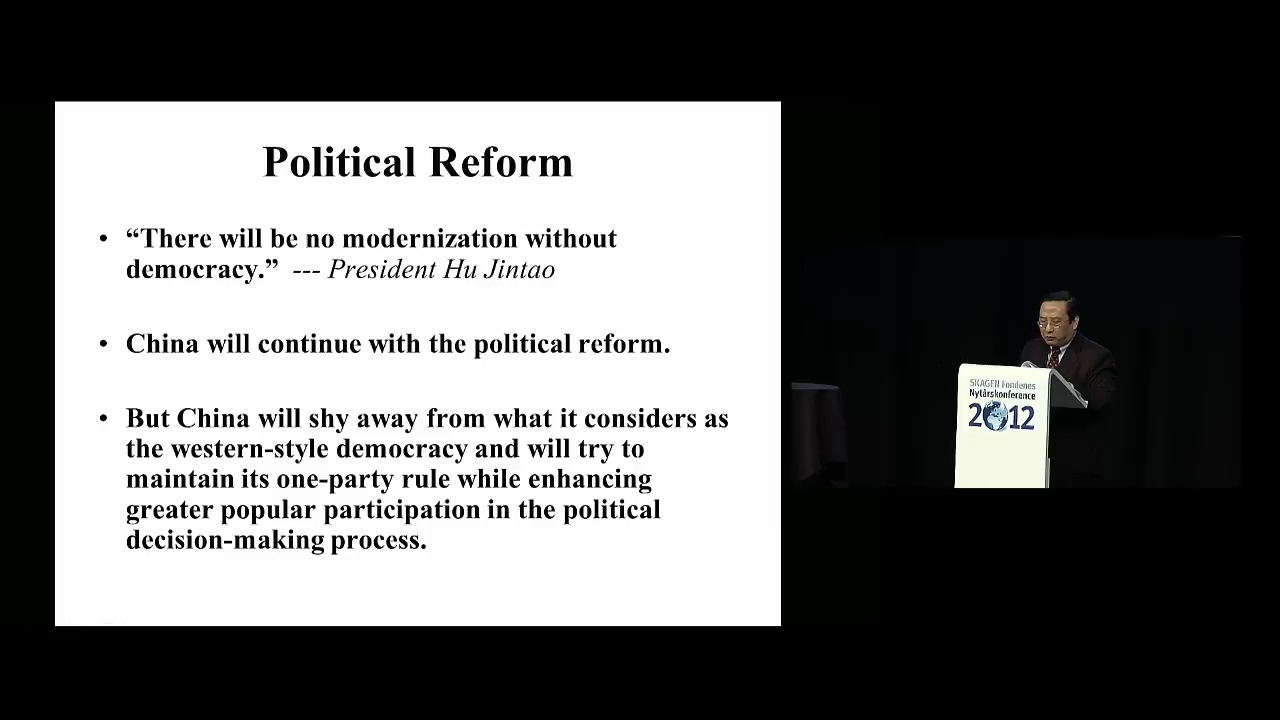 Political Reform
• “There will be no modernization without
democracy.” --- President Hu Jintao
• China will continue with the political reform.
• But China will shy away from what it considers as
the western-style democracy and will try to
maintain its one-party rule while enhancing
greater popular participation in the political
decision-making process.
SKAGEN Fondenes
Nytårskonference
2012